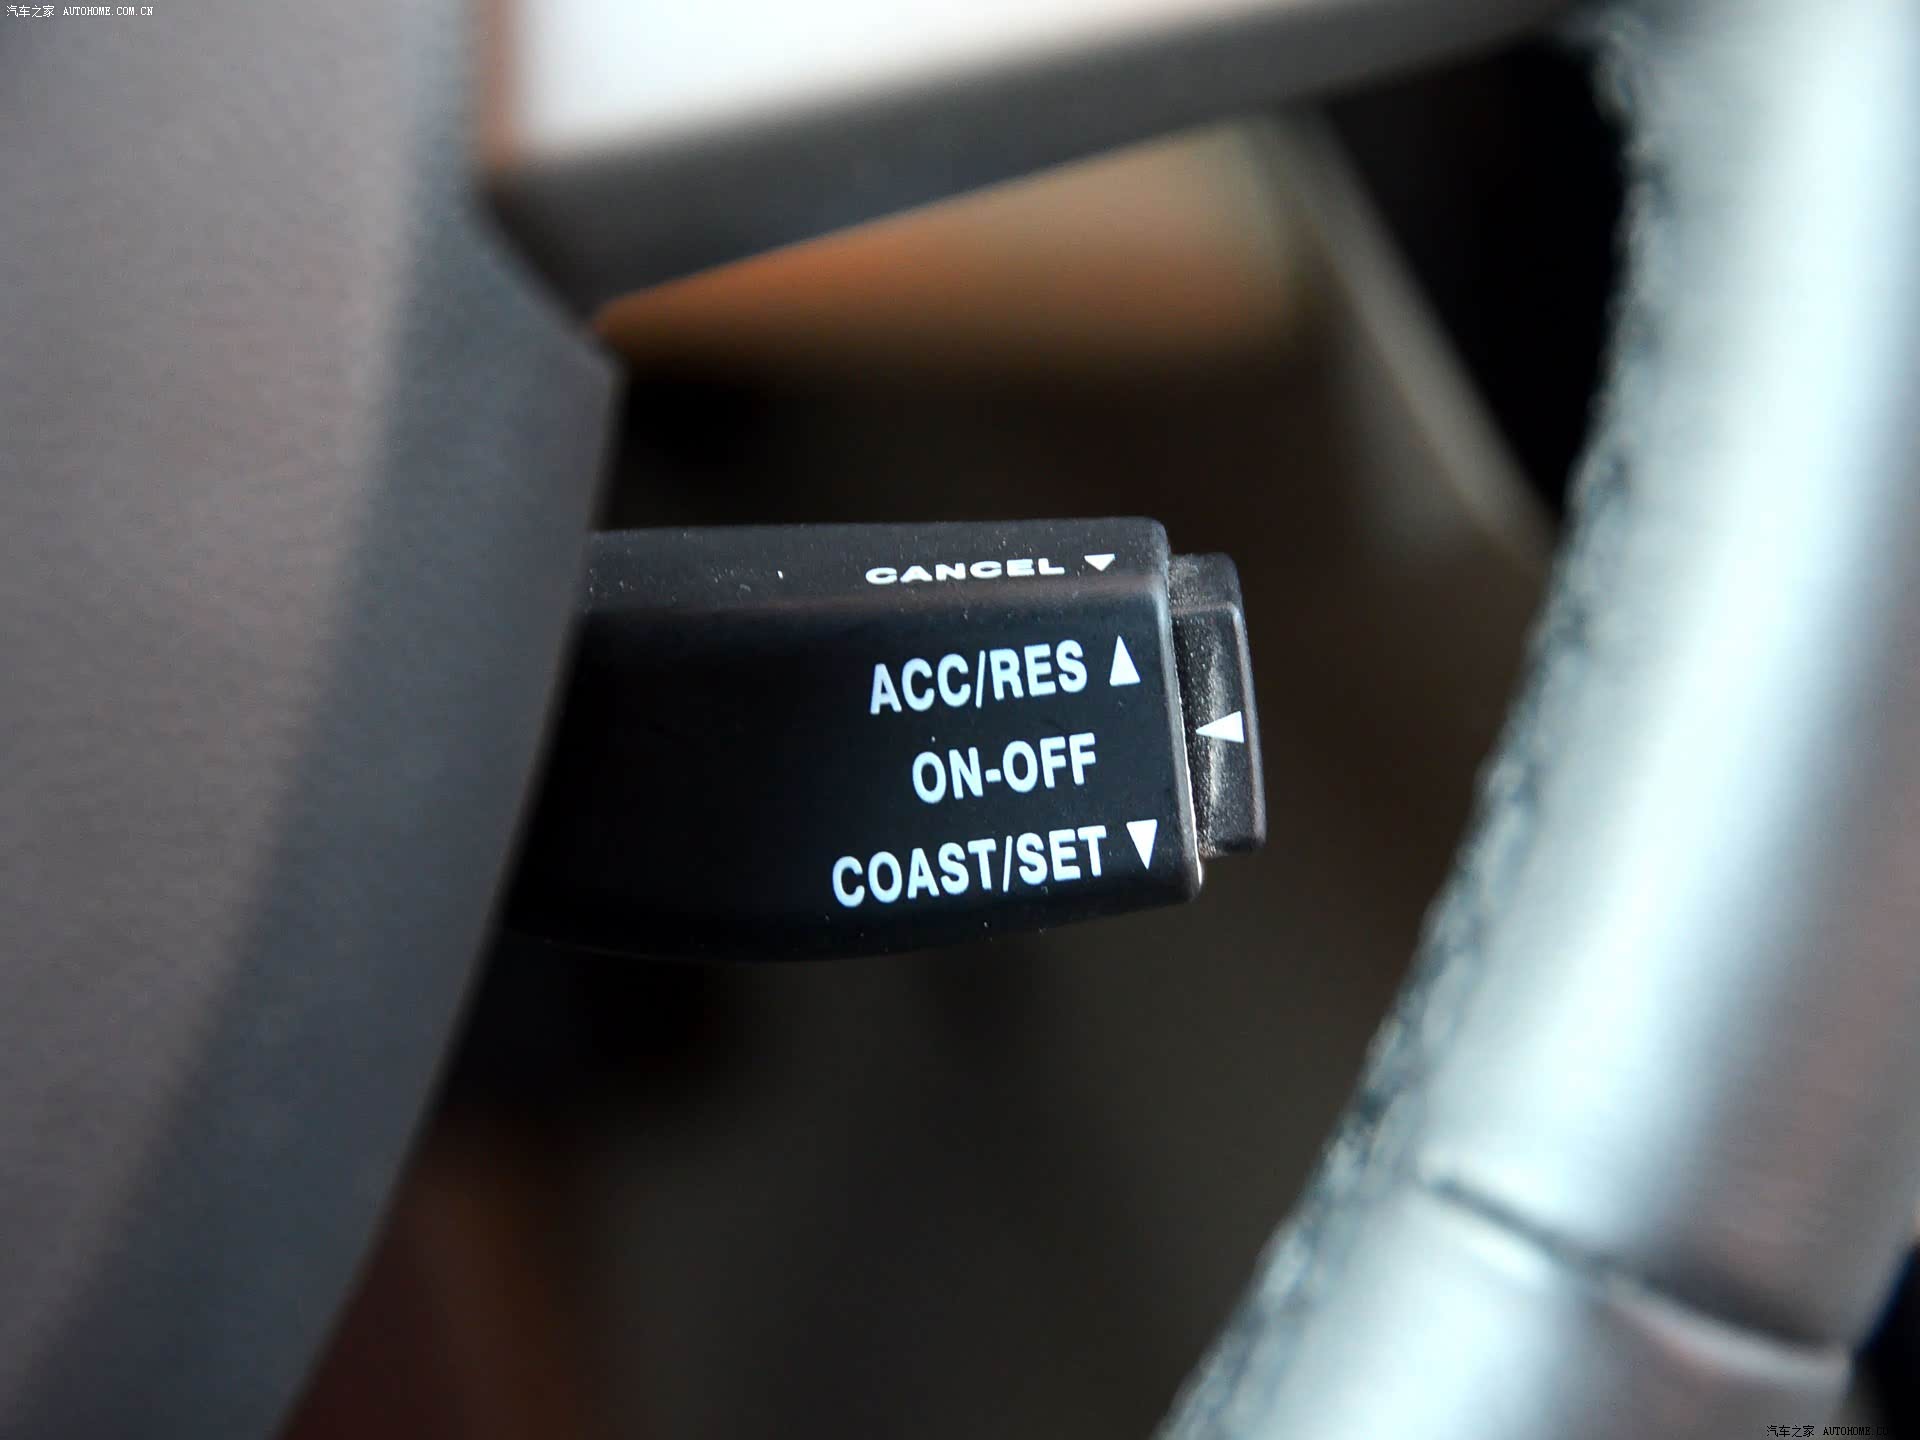 汽车之家 AUTOHOME.COM.CN
CANCEL ▼
ACC/RES ▲
◀
ON-OFF
COAST/SET ▼
汽车之家 AUTOHOME.COM.CN